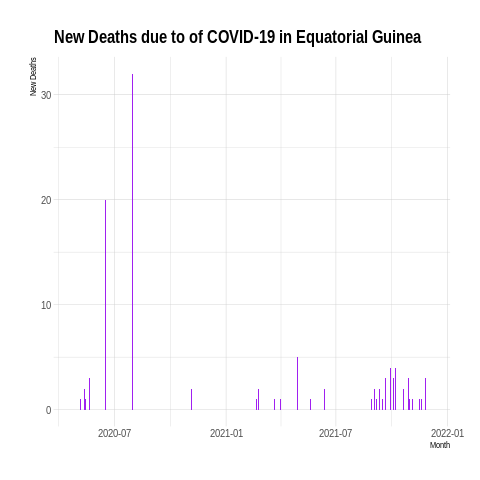 New Deaths due to of COVID-19 in Equatorial Guinea
New Deaths
30
20
10
0
2020-07 2021-01 2021-07 2022-01
Month